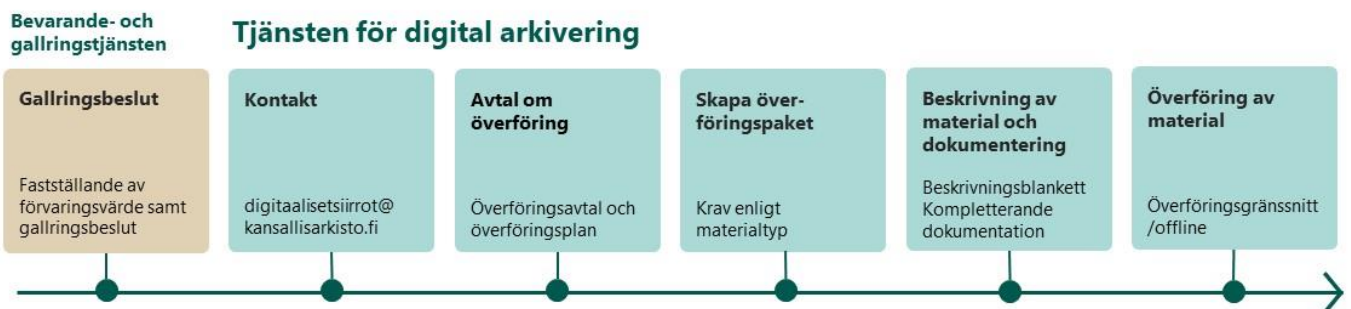 Bevarande- och
gallringstjänsten
Tjänsten för digital arkivering
Gallringsbeslut
Fastställande av
förvaringsvärde samt
gallringsbeslut
Kontakt
digitaalisetsiirrot@
kansallisarkisto.fi
Avtal om
överföring
Överföringsavtal och
överföringsplan
Skapa över-
föringspaket
Krav enligt
materialtyp
Beskrivning av
material och
dokumentering
Beskrivningsblankett
Kompletterande
dokumentation
Överföring av
material
Överföringsgränssnitt
/offline